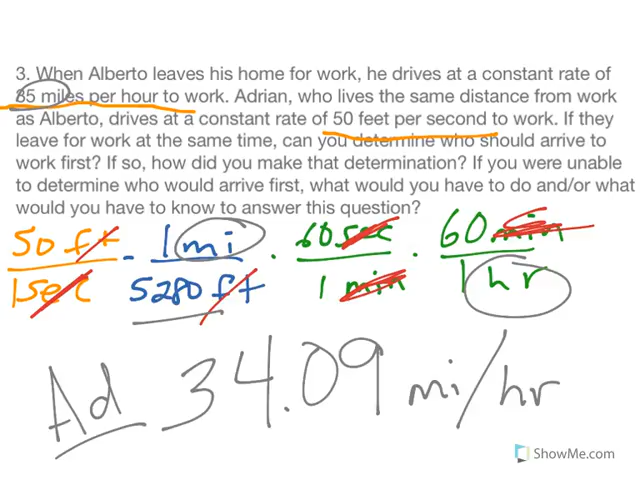 3. When Alberto leaves his home for work, he drives at a constant rate of
35 miles per hour to work. Adrian, who lives the same distance from work
as Alberto, drives at a constant rate of 50 feet per second to work. If they
leave for work at the same time, can you determine who should arrive to
work first? If so, how did you make that determination? If you were unable
to determine who would arrive first, what would you have to do and/or what
would you have to know to answer this question?
50 ft 1 mi 60 sec 60 min
1 sec 5280 ft 1 min 1 hr
Ad 34.09 mi/hr
ShowMe.com